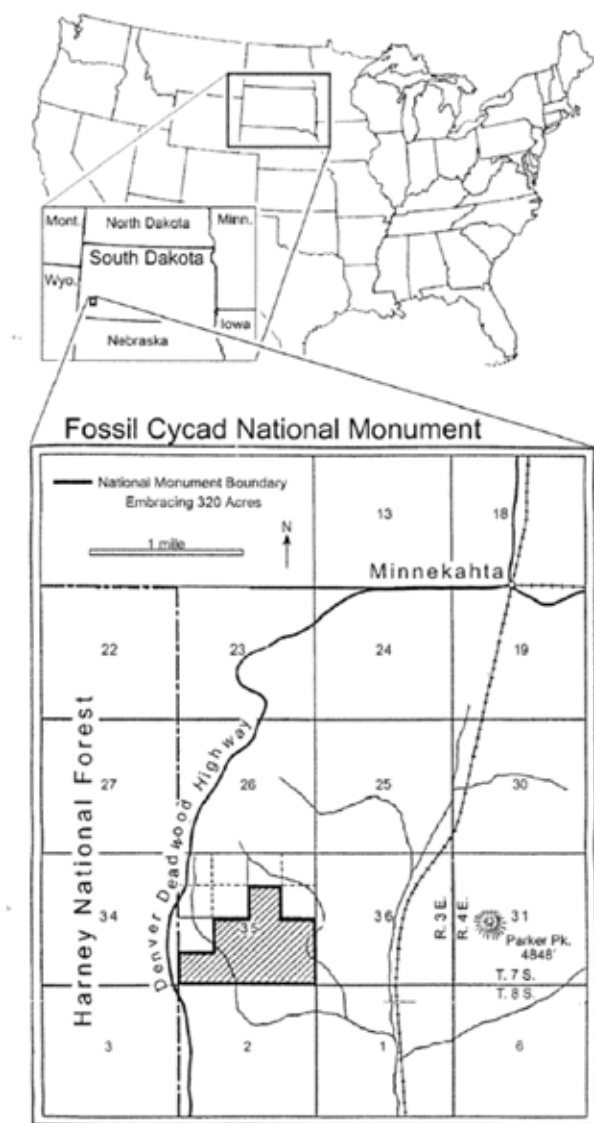 Mont.
North Dakota
Minn.
South Dakota
Wyo.
Iowa
Nebraska
Fossil Cycad National Monument
National Monument Boundary
Embracing 320 Acres
13
18
N
1 mile
Minnekahta
22
23
24
19
Harney National Forest
Denver Deadwood Highway
27
26
25
30
34
35
36
R. 3 E.
R. 4 E.
31
Parker Pk.
4848'
T. 7 S.
T. 8 S.
3
2
1
6